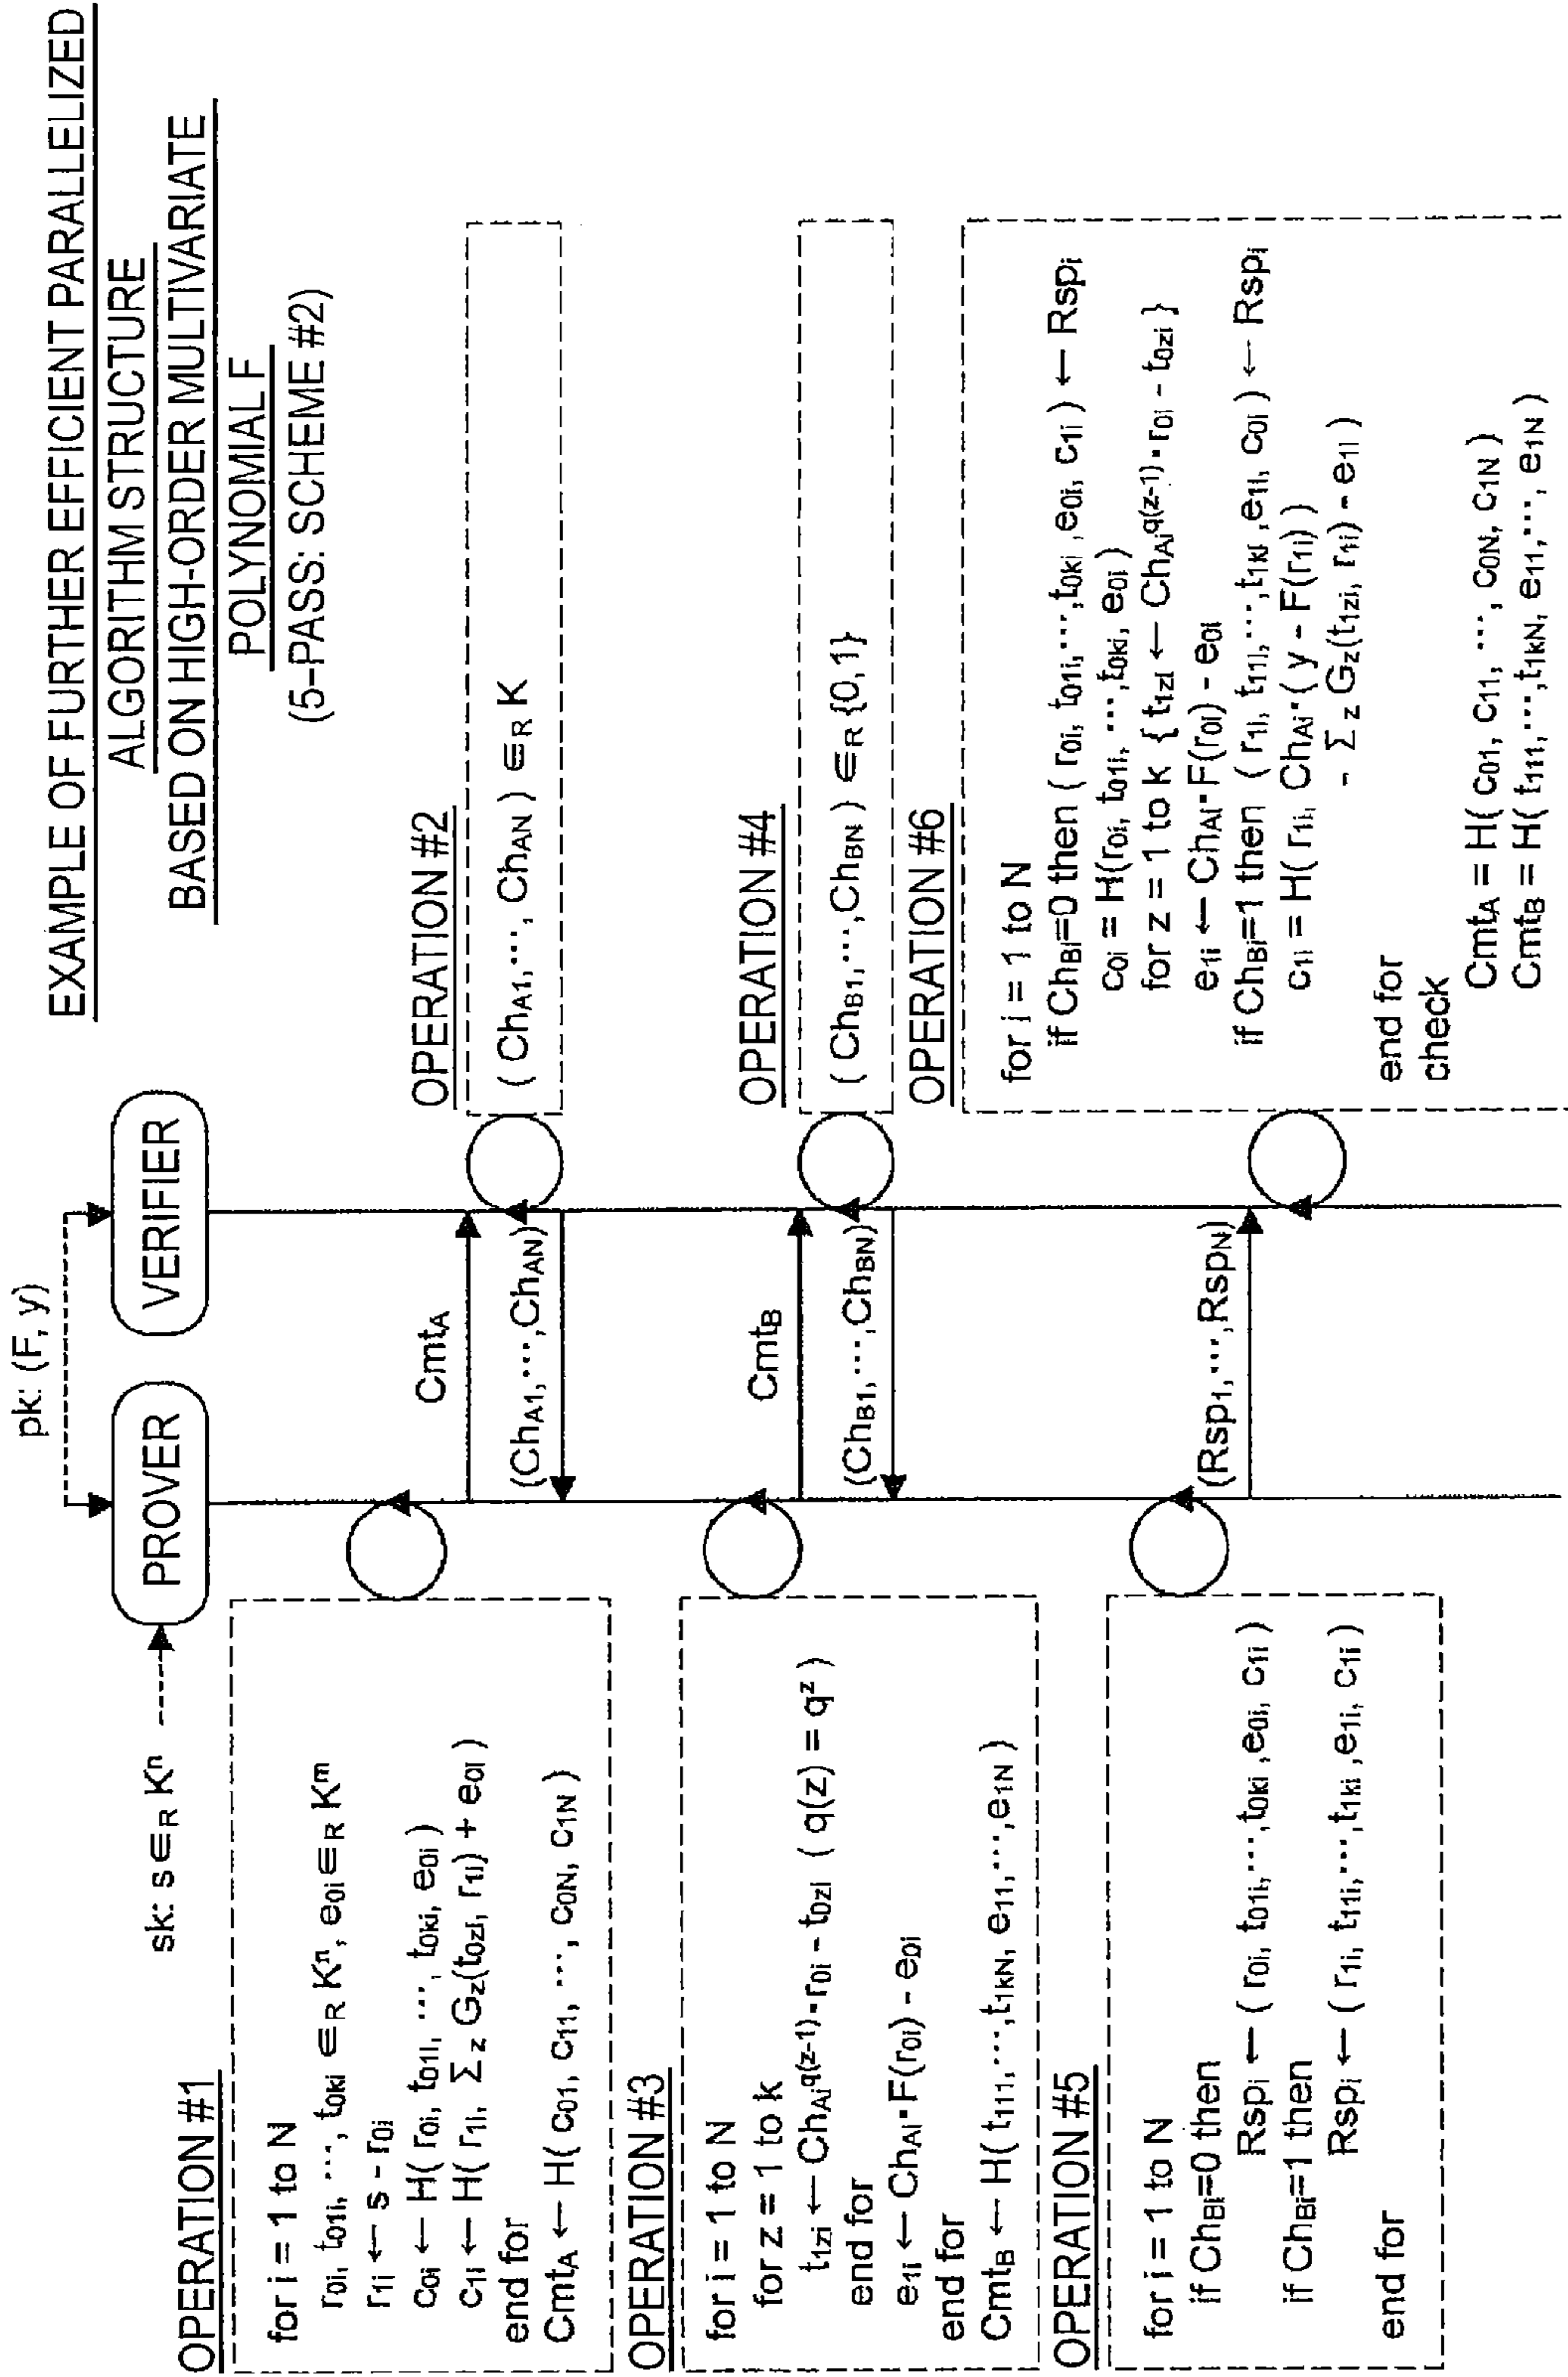 EXAMPLE OF FURTHER EFFICIENT PARALLELIZED
ALGORITHM STRUCTURE
BASED ON HIGH-ORDER MULTIVARIATE
POLYNOMIAL F
(5-PASS: SCHEME #2)
pk: (F, y)
sk: s ∈R Kⁿ
PROVER
VERIFIER
OPERATION #1
for i = 1 to N
r0i, t01i, ⋯, t0ki ∈R Kⁿ, e0i ∈R Kᵐ
r1i ← s - r0i
c0i ← H( r0i, t01i, ⋯, t0ki, e0i )
c1i ← H( r1i, Σz Gz(t0zi, r1i) + e0i )
end for
CmtA ← H( c01, c11, ⋯, c0N, c1N )
CmtA
OPERATION #2
( ChA1, ⋯, ChAN ) ∈R K
(ChA1, ⋯, ChAN)
OPERATION #3
for i = 1 to N
for z = 1 to k
t1zi ← ChAi^q(z-1)・r0i - t0zi ( q(z) = q^z )
end for
e1i ← ChAi・F(r0i) - e0i
end for
CmtB ← H( t111, ⋯, t1kN, e11, ⋯, e1N )
CmtB
OPERATION #4
( ChB1, ⋯, ChBN ) ∈R {0, 1}
(ChB1, ⋯, ChBN)
OPERATION #5
for i = 1 to N
if ChBi=0 then
Rspi ← ( r0i, t01i, ⋯, t0ki, e0i, c1i )
if ChBi=1 then
Rspi ← ( r1i, t11i, ⋯, t1ki, e1i, c1i )
end for
(Rsp1, ⋯, RspN)
OPERATION #6
for i = 1 to N
if ChBi=0 then ( r0i, t01i, ⋯, t0ki, e0i, c1i ) ← Rspi
c0i = H(r0i, t01i, ⋯, t0ki, e0i )
for z = 1 to k { t1zi ← ChAi^q(z-1)・r0i - t0zi }
e1i ← ChAi・F(r0i) - e0i
if ChBi=1 then ( r1i, t11i, ⋯, t1ki, e1i, c0i ) ← Rspi
c1i = H( r1i, ChAi・( y - F(r1i) )
- Σz Gz(t1zi, r1i) - e1i )
end for
check
CmtA = H( c01, c11, ⋯, c0N, c1N )
CmtB = H( t111, ⋯, t1kN, e11, ⋯, e1N )